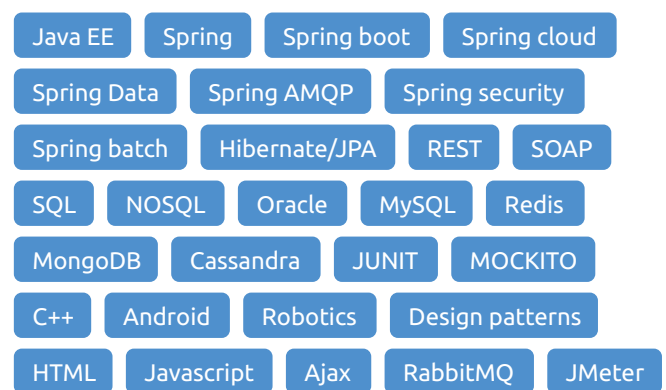 Java EE Spring Spring boot Spring cloud
Spring Data Spring AMQP Spring security
Spring batch Hibernate/JPA REST SOAP
SQL NOSQL Oracle MySQL Redis
MongoDB Cassandra JUNIT MOCKITO
C++ Android Robotics Design patterns
HTML Javascript Ajax RabbitMQ JMeter